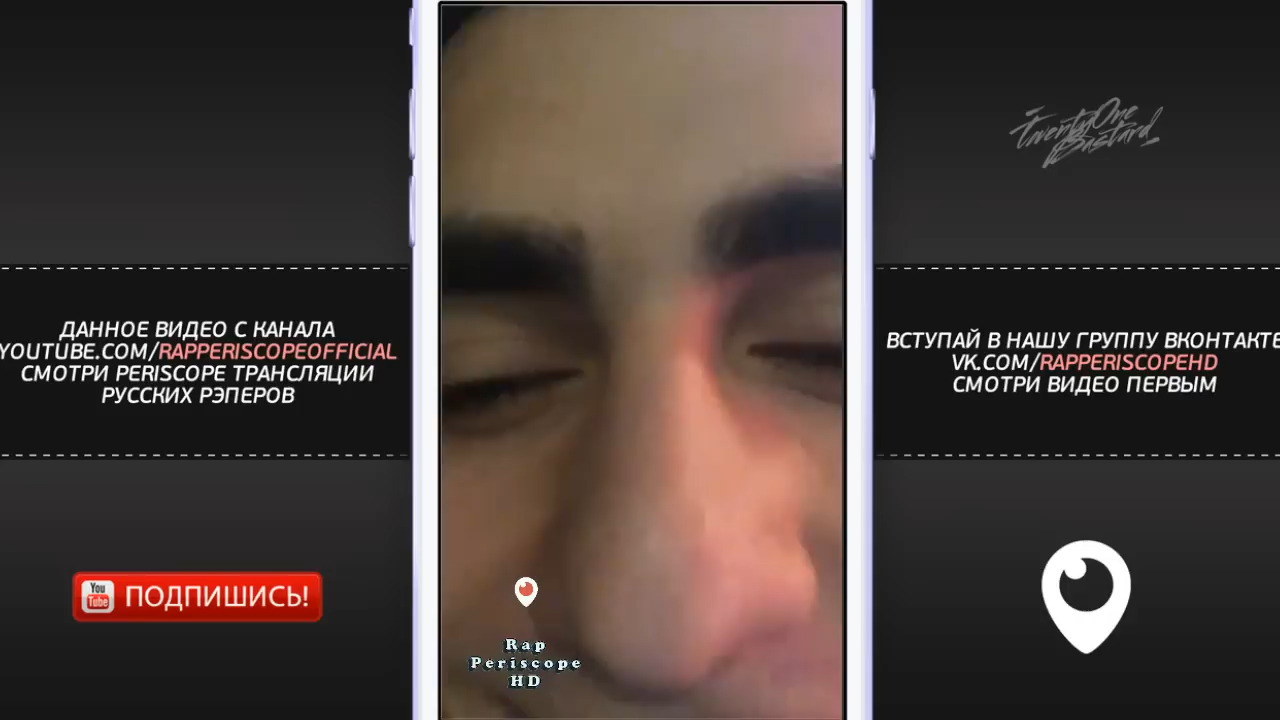 ДАННОЕ ВИДЕО С КАНАЛА
YOUTUBE.COM/RAPPERISCOPEOFFICIAL
СМОТРИ PERISCOPE ТРАНСЛЯЦИИ
РУССКИХ РЭПЕРОВ
You
Tube
ПОДПИШИСЬ!
Rap
Periscope
HD
TwentyOne
Bastard
ВСТУПАЙ В НАШУ ГРУППУ ВКОНТАКТЕ
VK.COM/RAPPERISCOPEHD
СМОТРИ ВИДЕО ПЕРВЫМ